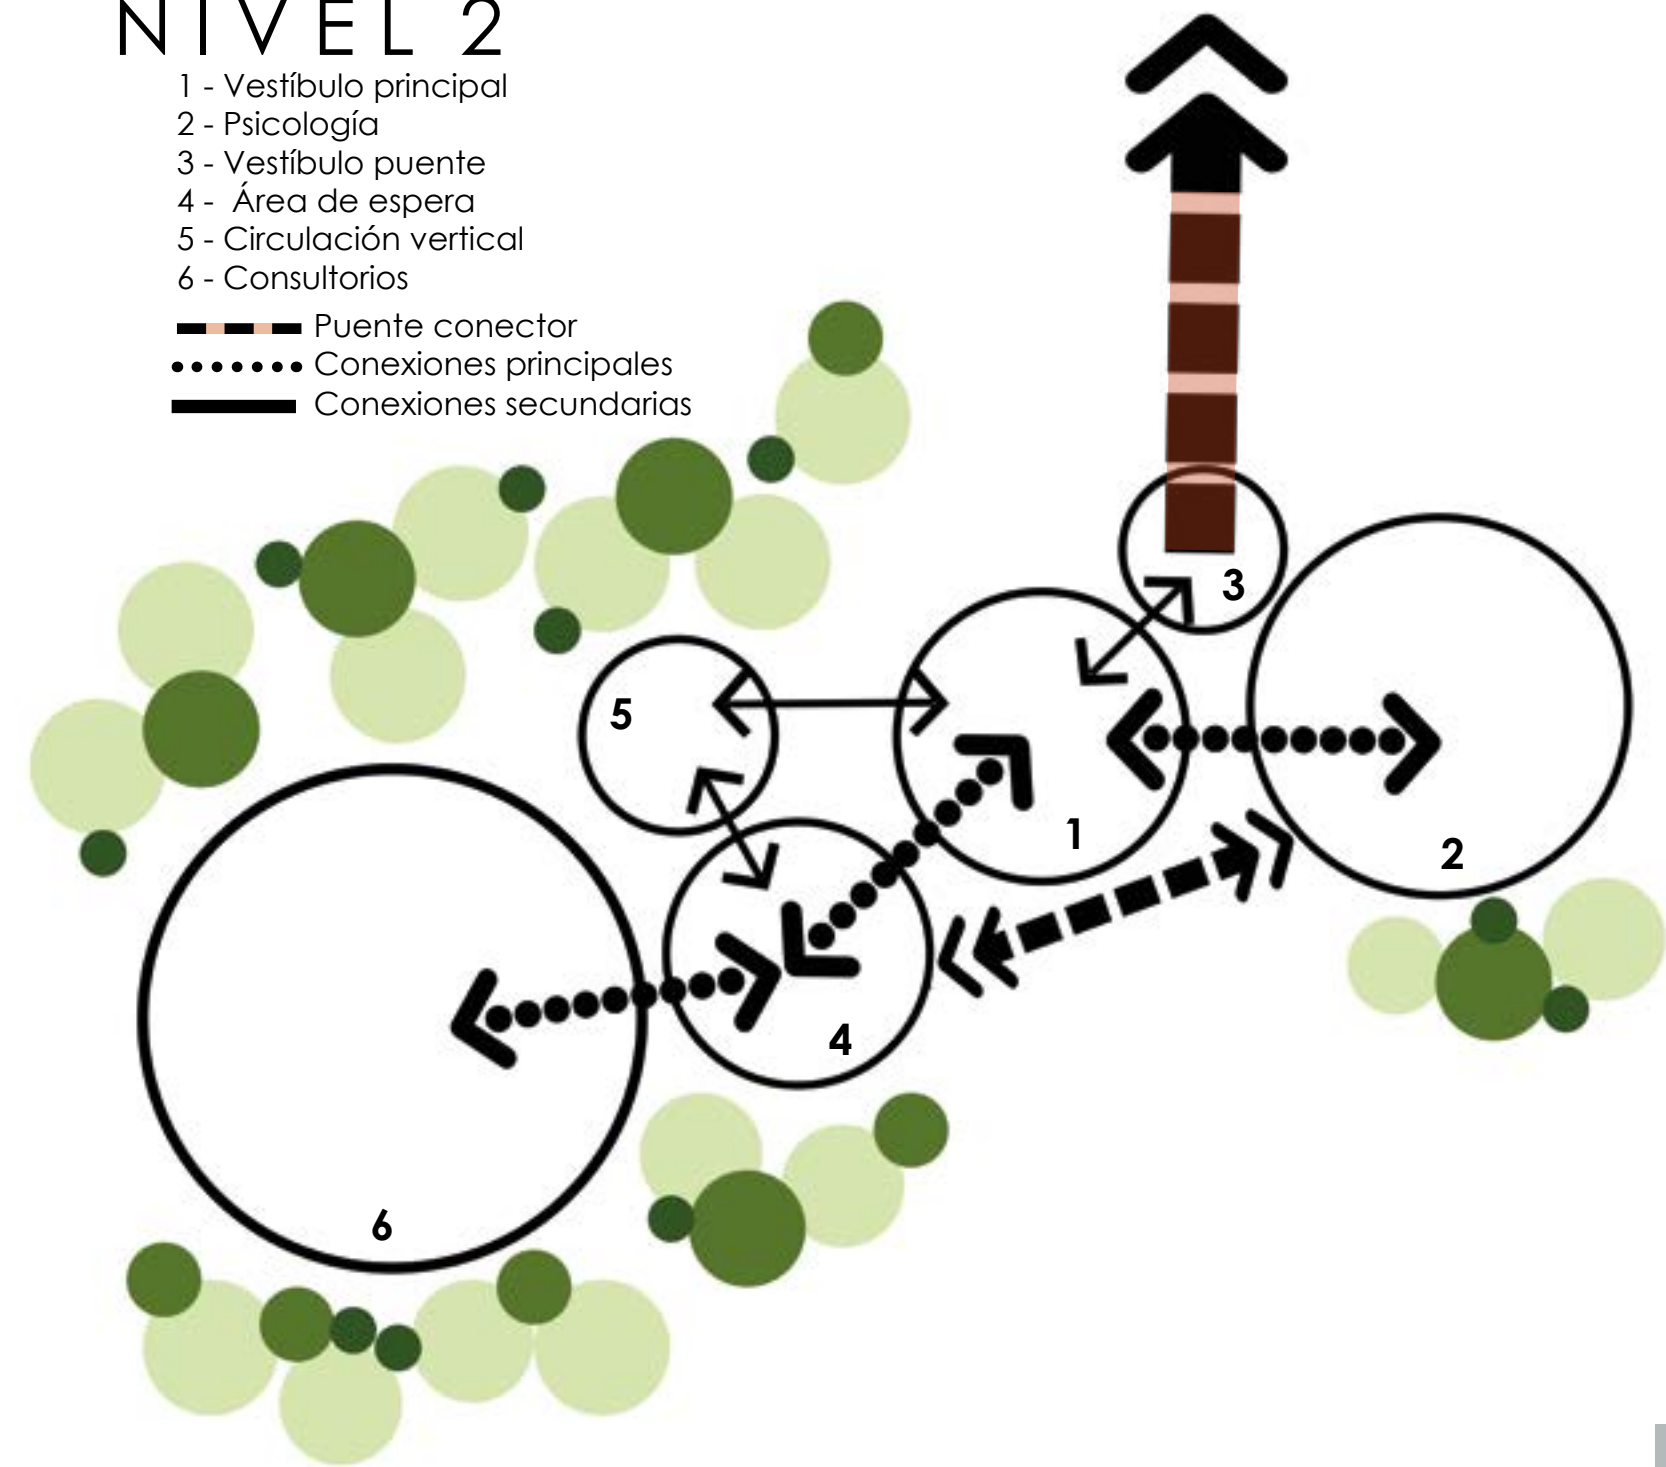 NIVEL 2
1 - Vestíbulo principal
2 - Psicología
3 - Vestíbulo puente
4 - Área de espera
5 - Circulación vertical
6 - Consultorios
Puente conector
Conexiones principales
Conexiones secundarias
3
5
1
2
4
6